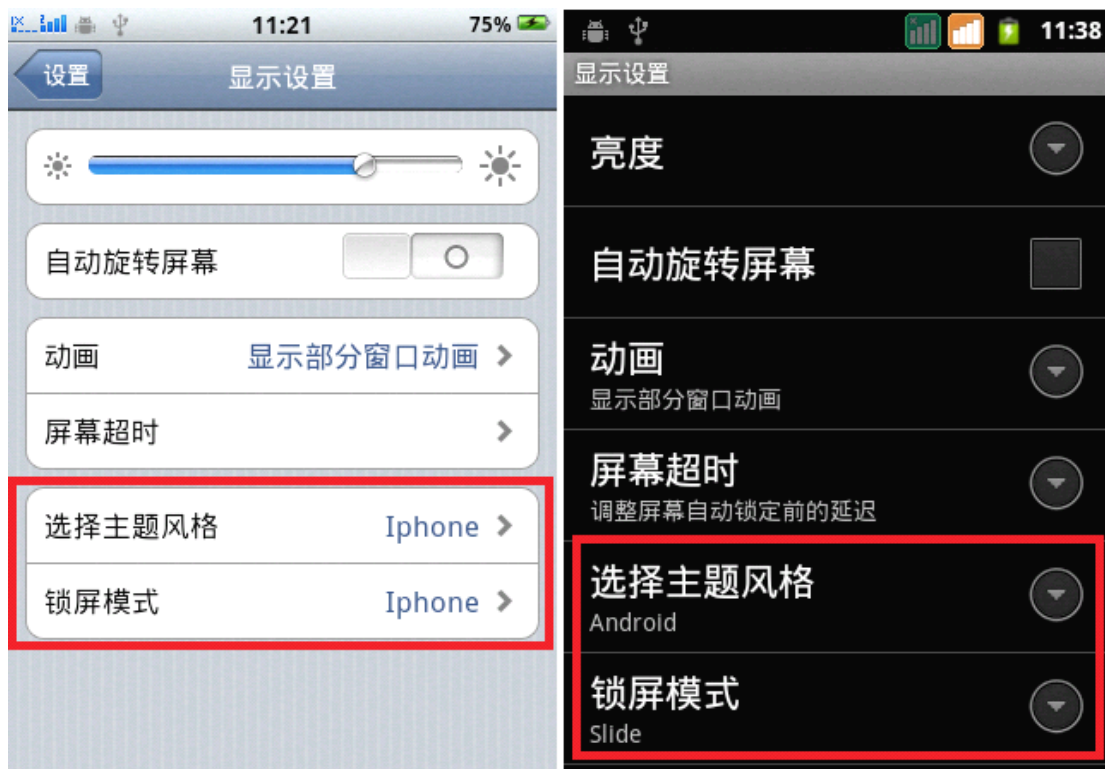 11:21
75%
设置
显示设置
自动旋转屏幕
动画 显示部分窗口动画
屏幕超时
选择主题风格 Iphone
锁屏模式 Iphone
11:38
显示设置
亮度
自动旋转屏幕
动画
显示部分窗口动画
屏幕超时
调整屏幕自动锁定前的延迟
选择主题风格
Android
锁屏模式
Slide